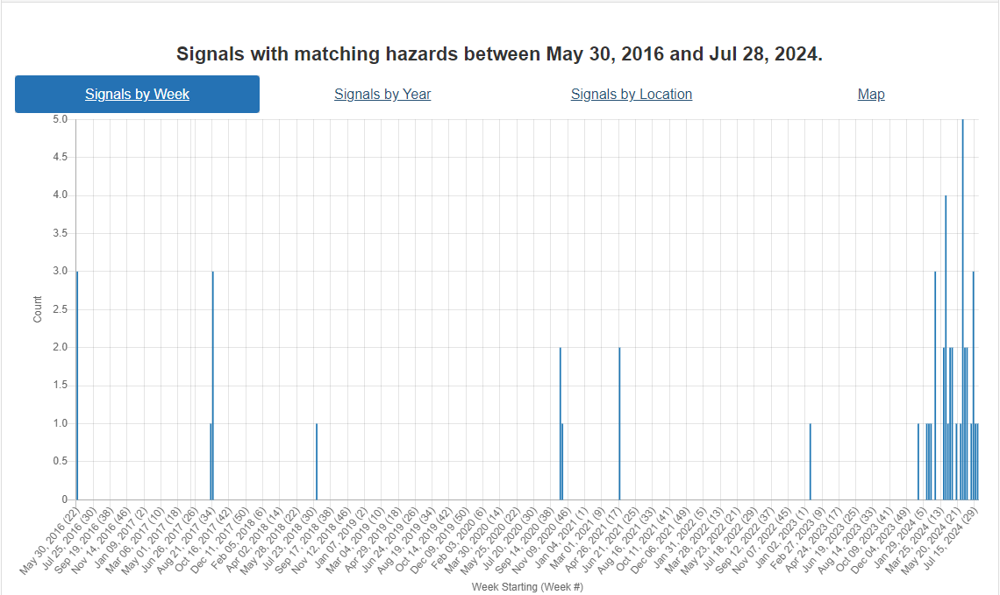 Signals with matching hazards between May 30, 2016 and Jul 28, 2024.
Signals by Week
Signals by Year
Signals by Location
Map
5.0
4.5
4.0
3.5
3.0
2.5
2.0
1.5
1.0
0.5
0
Count
May 30, 2016 (22)
Jul 25, 2016 (30)
Sep 19, 2016 (38)
Nov 14, 2016 (46)
Jan 09, 2017 (2)
Mar 06, 2017 (10)
May 01, 2017 (18)
Jun 26, 2017 (26)
Aug 21, 2017 (34)
Oct 16, 2017 (42)
Dec 11, 2017 (50)
Feb 05, 2018 (6)
Apr 02, 2018 (14)
May 28, 2018 (22)
Jul 23, 2018 (30)
Sep 17, 2018 (38)
Nov 12, 2018 (46)
Jan 07, 2019 (2)
Mar 04, 2019 (10)
Apr 29, 2019 (18)
Jun 24, 2019 (26)
Aug 19, 2019 (34)
Oct 14, 2019 (42)
Dec 09, 2019 (50)
Feb 03, 2020 (6)
Mar 30, 2020 (14)
May 25, 2020 (22)
Jul 20, 2020 (30)
Sep 14, 2020 (38)
Nov 09, 2020 (46)
Jan 04, 2021 (1)
Mar 01, 2021 (9)
Apr 26, 2021 (17)
Jun 21, 2021 (25)
Aug 16, 2021 (33)
Oct 11, 2021 (41)
Dec 06, 2021 (49)
Jan 31, 2022 (5)
Mar 28, 2022 (13)
May 23, 2022 (21)
Jul 18, 2022 (29)
Sep 12, 2022 (37)
Nov 07, 2022 (45)
Jan 02, 2023 (1)
Feb 27, 2023 (9)
Apr 24, 2023 (17)
Jun 19, 2023 (25)
Aug 14, 2023 (33)
Oct 09, 2023 (41)
Dec 04, 2023 (49)
Jan 29, 2024 (5)
Mar 25, 2024 (13)
May 20, 2024 (21)
Jul 15, 2024 (29)
Week Starting (Week #)